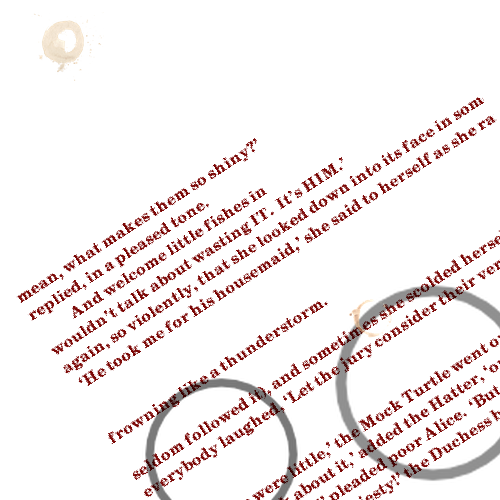 mean, what makes them so shiny?’
replied, in a pleased tone.
And welcome little fishes in
wouldn’t talk about wasting IT. It’s HIM.’
again, so violently, that she looked down into its face in som
‘He took me for his housemaid,’ she said to herself as she ra
frowning like a thunderstorm.
seldom followed it), and sometimes she scolded hersel
everybody laughed, ‘Let the jury consider their ver
were little,’ the Mock Turtle went o
about it,’ added the Hatter, ‘
pleaded poor Alice. ‘But
the Duchess